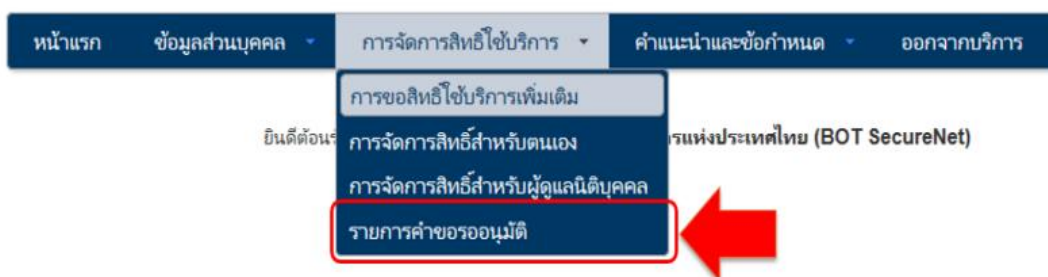 หน้าแรก ข้อมูลส่วนบุคคล การจัดการสิทธิ์ใช้บริการ คำแนะนำและข้อกำหนด ออกจากบริการ
การขอสิทธิ์ใช้บริการเพิ่มเติม
ยินดีต้อนร ารแห่งประเทศไทย (BOT SecureNet)
การจัดการสิทธิ์สำหรับตนเอง
การจัดการสิทธิ์สำหรับผู้ดูแลนิติบุคคล
รายการคำขอรออนุมัติ